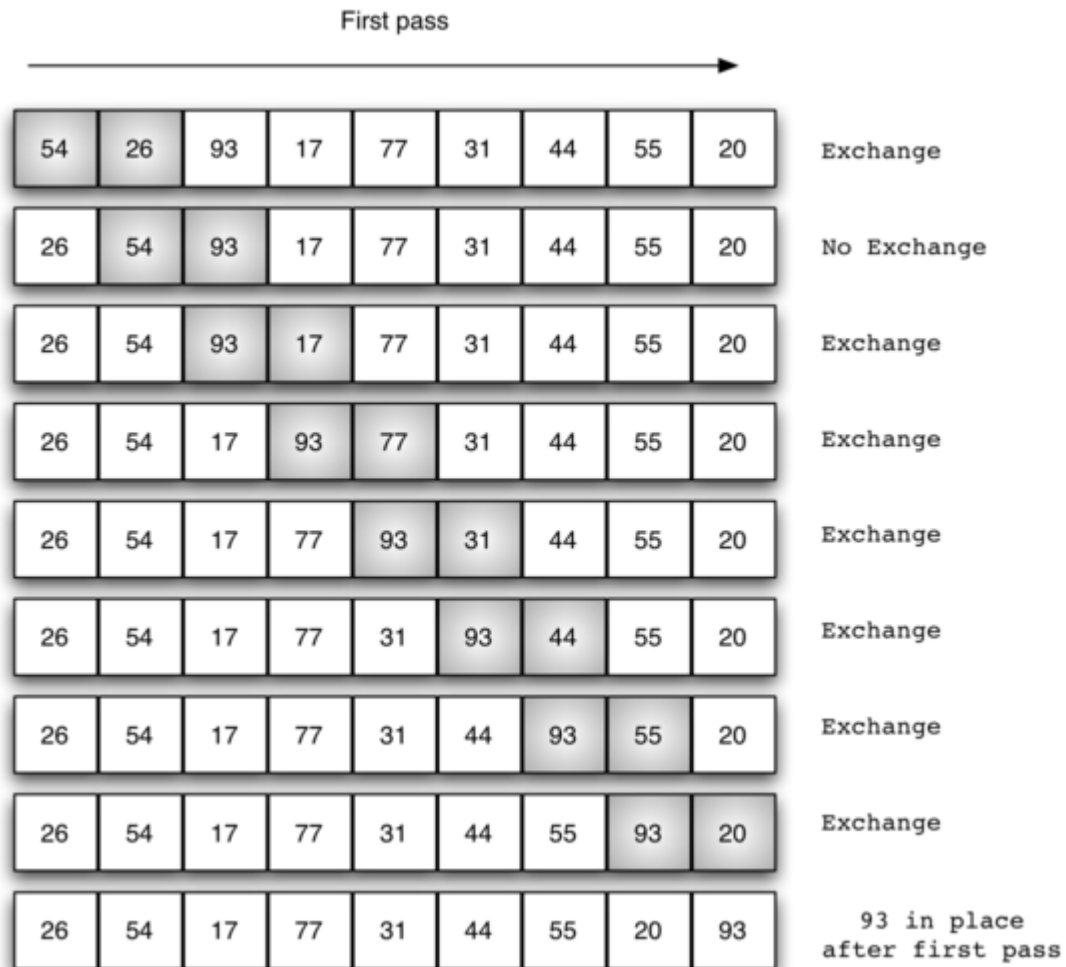 First pass
54 26 93 17 77 31 44 55 20 Exchange
26 54 93 17 77 31 44 55 20 No Exchange
26 54 93 17 77 31 44 55 20 Exchange
26 54 17 93 77 31 44 55 20 Exchange
26 54 17 77 93 31 44 55 20 Exchange
26 54 17 77 31 93 44 55 20 Exchange
26 54 17 77 31 44 93 55 20 Exchange
26 54 17 77 31 44 55 93 20 Exchange
26 54 17 77 31 44 55 20 93 93 in place
after first pass